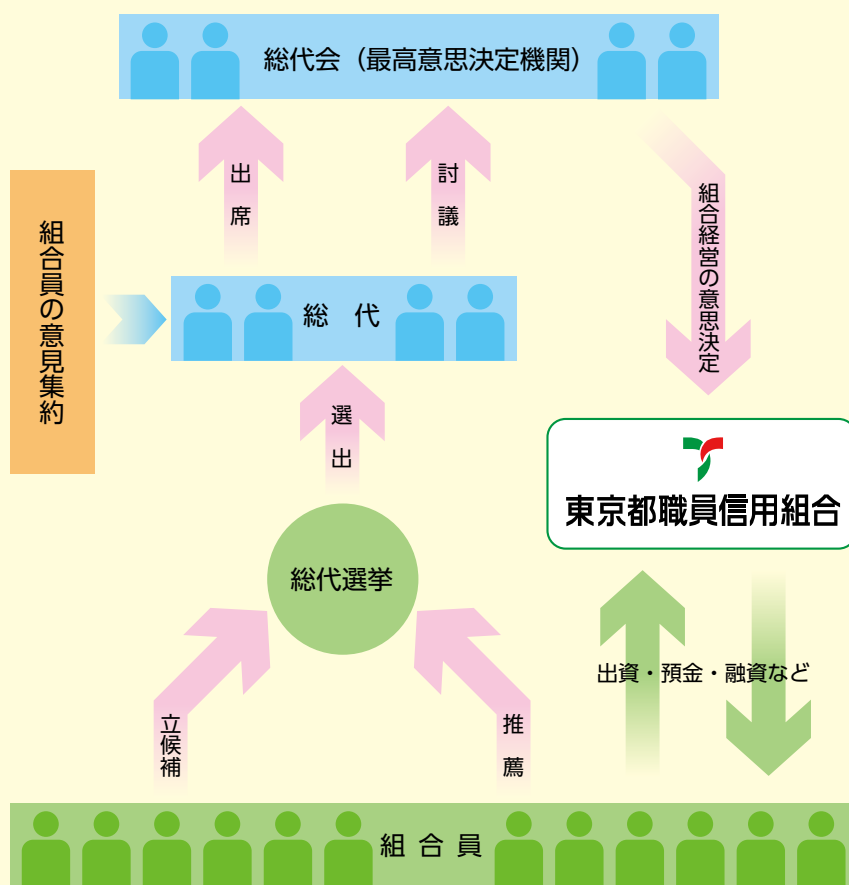 総代会（最高意思決定機関）
出席
討議
組合経営の意思決定
組合員の意見集約
総代
選出
東京都職員信用組合
総代選挙
出資・預金・融資など
立候補
推薦
組合員